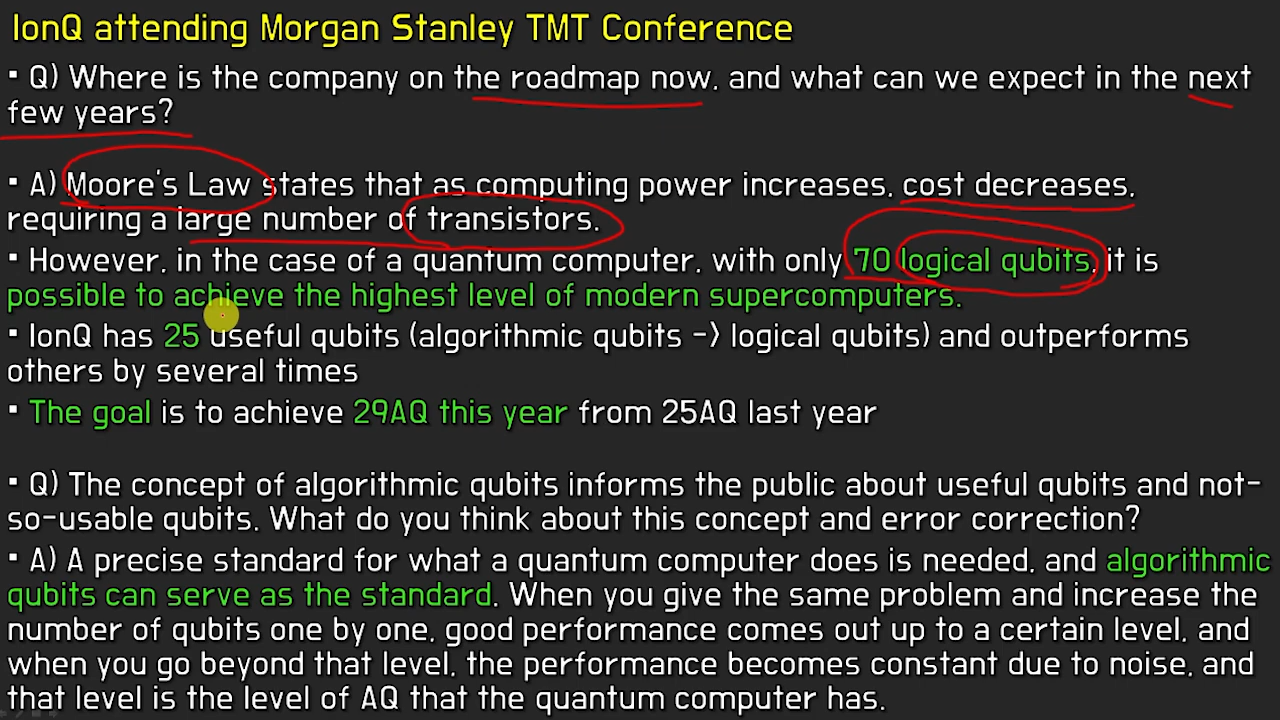 IonQ attending Morgan Stanley TMT Conference
▪ Q) Where is the company on the roadmap now, and what can we expect in the next
few years?
▪ A) Moore's Law states that as computing power increases, cost decreases,
requiring a large number of transistors.
▪ However, in the case of a quantum computer, with only 70 logical qubits, it is
possible to achieve the highest level of modern supercomputers.
▪ IonQ has 25 useful qubits (algorithmic qubits -> logical qubits) and outperforms
others by several times
▪ The goal is to achieve 29AQ this year from 25AQ last year
▪ Q) The concept of algorithmic qubits informs the public about useful qubits and not-
so-usable qubits. What do you think about this concept and error correction?
▪ A) A precise standard for what a quantum computer does is needed, and algorithmic
qubits can serve as the standard. When you give the same problem and increase the
number of qubits one by one, good performance comes out up to a certain level, and
when you go beyond that level, the performance becomes constant due to noise, and
that level is the level of AQ that the quantum computer has.